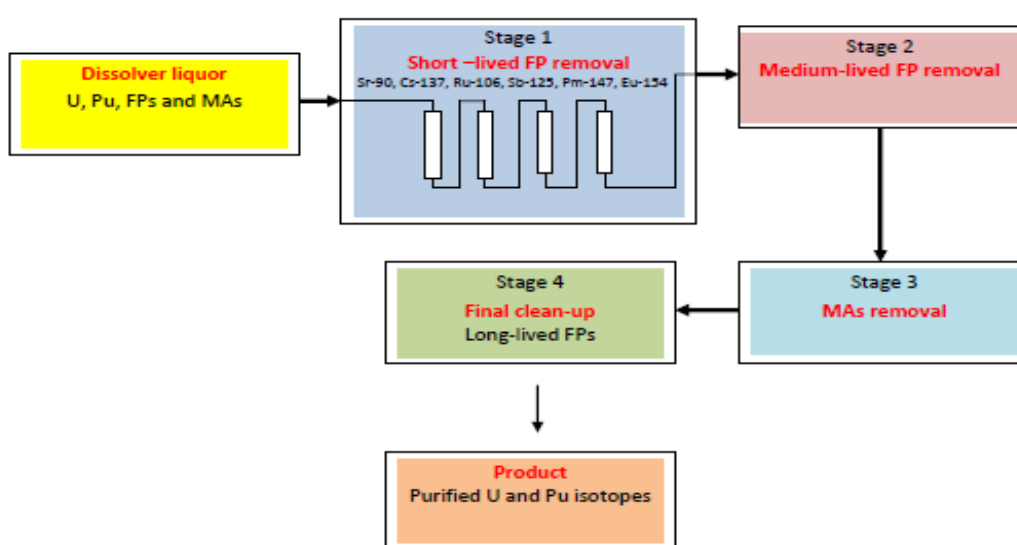 Dissolver liquor
U, Pu, FPs and MAs
Stage 1
Short –lived FP removal
Sr-90, Cs-137, Ru-106, Sb-125, Pm-147, Eu-154
Stage 2
Medium-lived FP removal
Stage 3
MAs removal
Stage 4
Final clean-up
Long-lived FPs
Product
Purified U and Pu isotopes